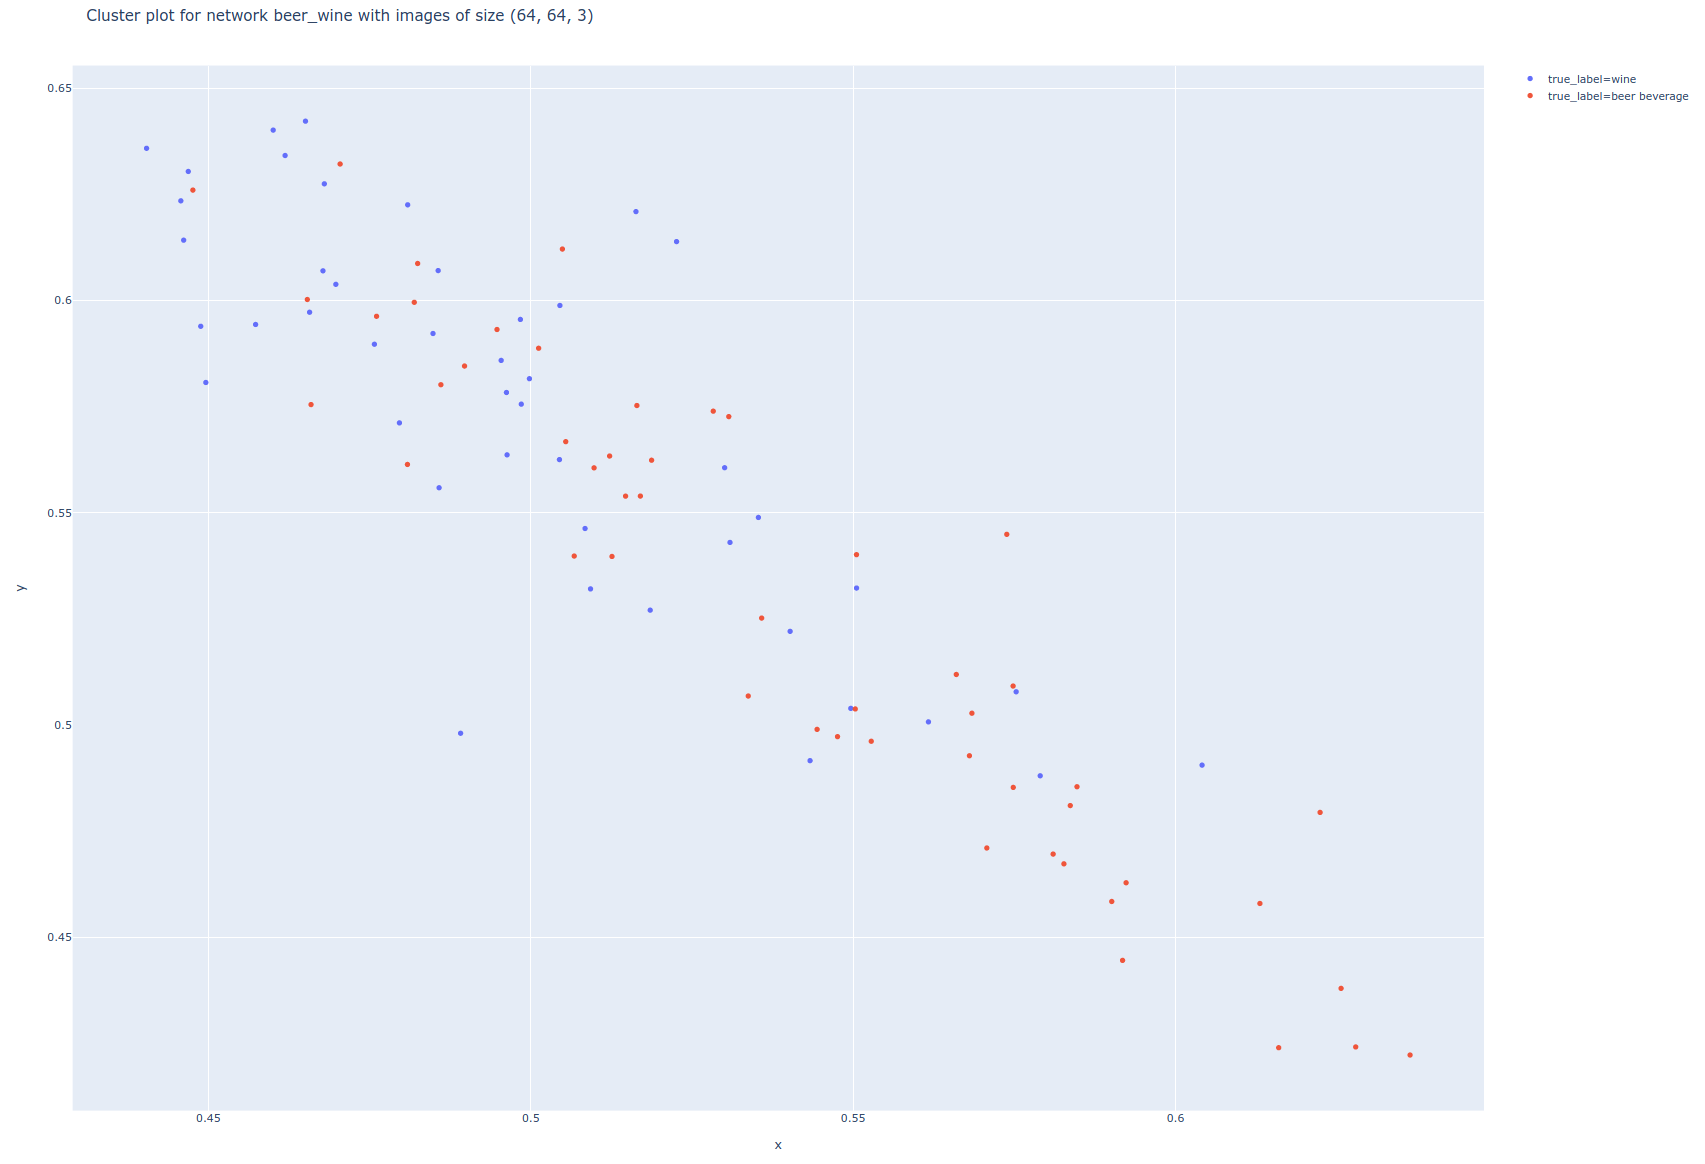 Cluster plot for network beer_wine with images of size (64, 64, 3)
true_label=wine
true_label=beer beverage
0.65
0.6
0.55
0.5
0.45
y
0.45
0.5
0.55
0.6
x